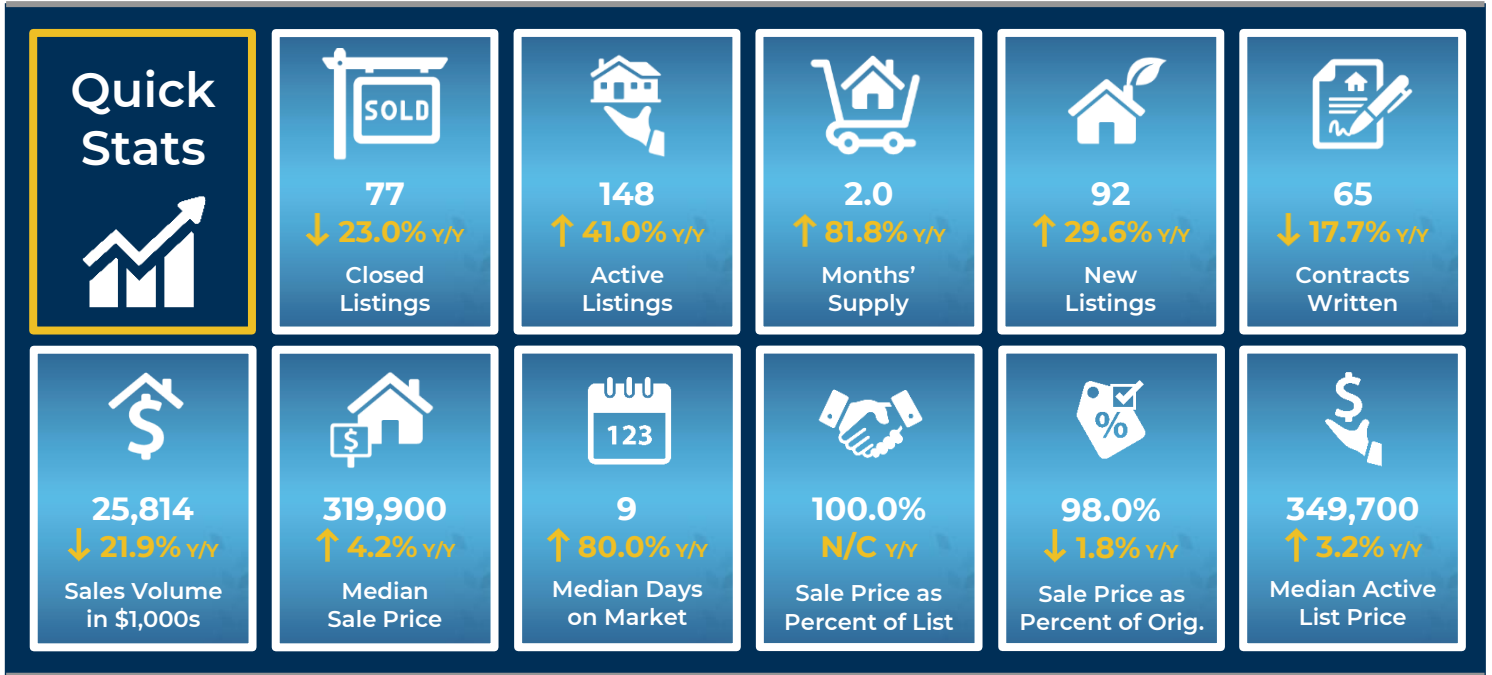 Quick
Stats
SOLD
77
↓ 23.0% Y/Y
Closed
Listings
148
↑ 41.0% Y/Y
Active
Listings
2.0
↑ 81.8% Y/Y
Months’
Supply
92
↑ 29.6% Y/Y
New
Listings
65
↓ 17.7% Y/Y
Contracts
Written
$
25,814
↓ 21.9% Y/Y
Sales Volume
in $1,000s
$
319,900
↑ 4.2% Y/Y
Median
Sale Price
123
9
↑ 80.0% Y/Y
Median Days
on Market
100.0%
N/C Y/Y
Sale Price as
Percent of List
%
98.0%
↓ 1.8% Y/Y
Sale Price as
Percent of Orig.
$
349,700
↑ 3.2% Y/Y
Median Active
List Price